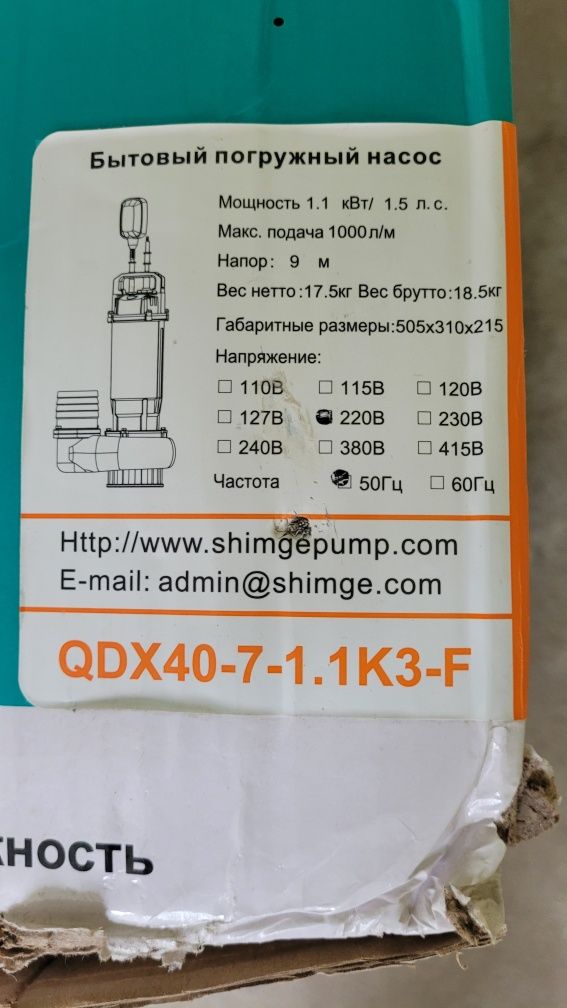 Бытовый погружный насос
Мощность 1.1 кВт/ 1.5 л.с.
Макс. подача 1000л/м
Напор: 9 м
Вес нетто:17.5кг Вес брутто:18.5кг
Габаритные размеры:505x310x215
Напряжение:
110В 115В 120В
127В 220В 230В
240В 380В 415В
Частота 50Гц 60Гц
Http://www.shimgepump.com
E-mail: admin@shimge.com
QDX40-7-1.1K3-F